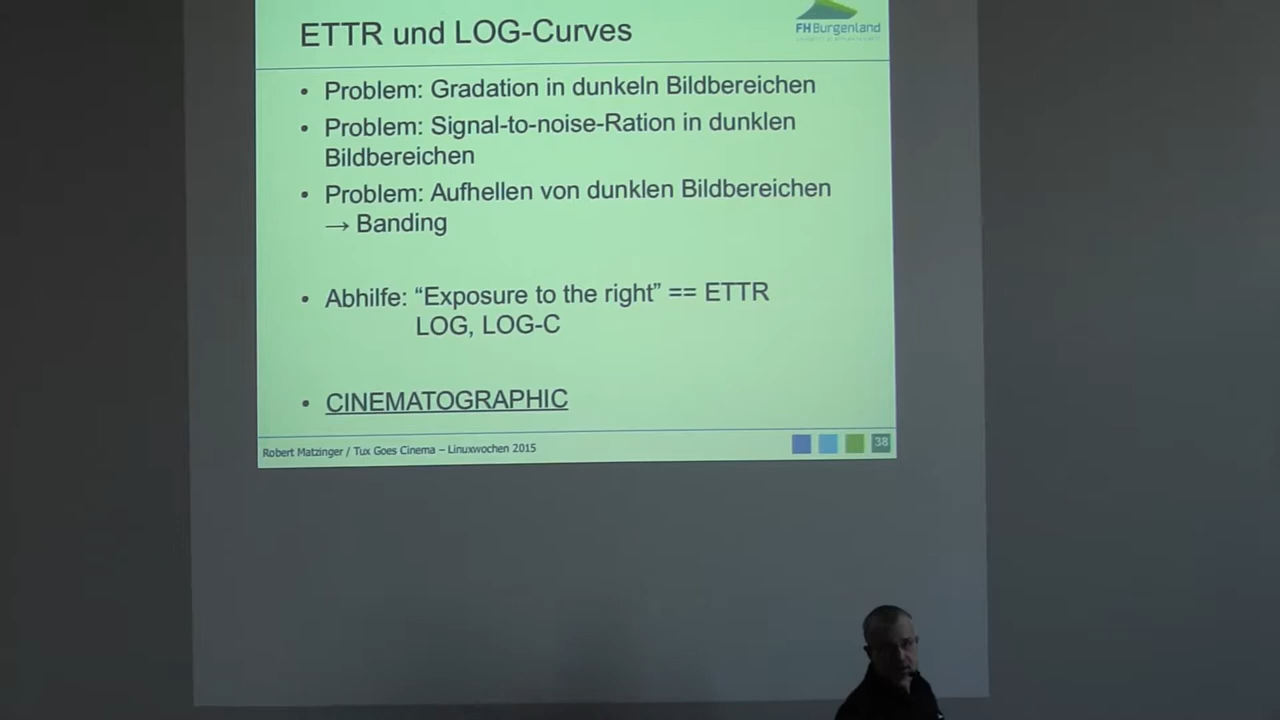 ETTR und LOG-Curves
FH Burgenland
• Problem: Gradation in dunkeln Bildbereichen
• Problem: Signal-to-noise-Ration in dunklen
Bildbereichen
• Problem: Aufhellen von dunklen Bildbereichen
→ Banding
• Abhilfe: “Exposure to the right” == ETTR
LOG, LOG-C
• CINEMATOGRAPHIC
Robert Matzinger / Tux Goes Cinema – Linuxwochen 2015
38